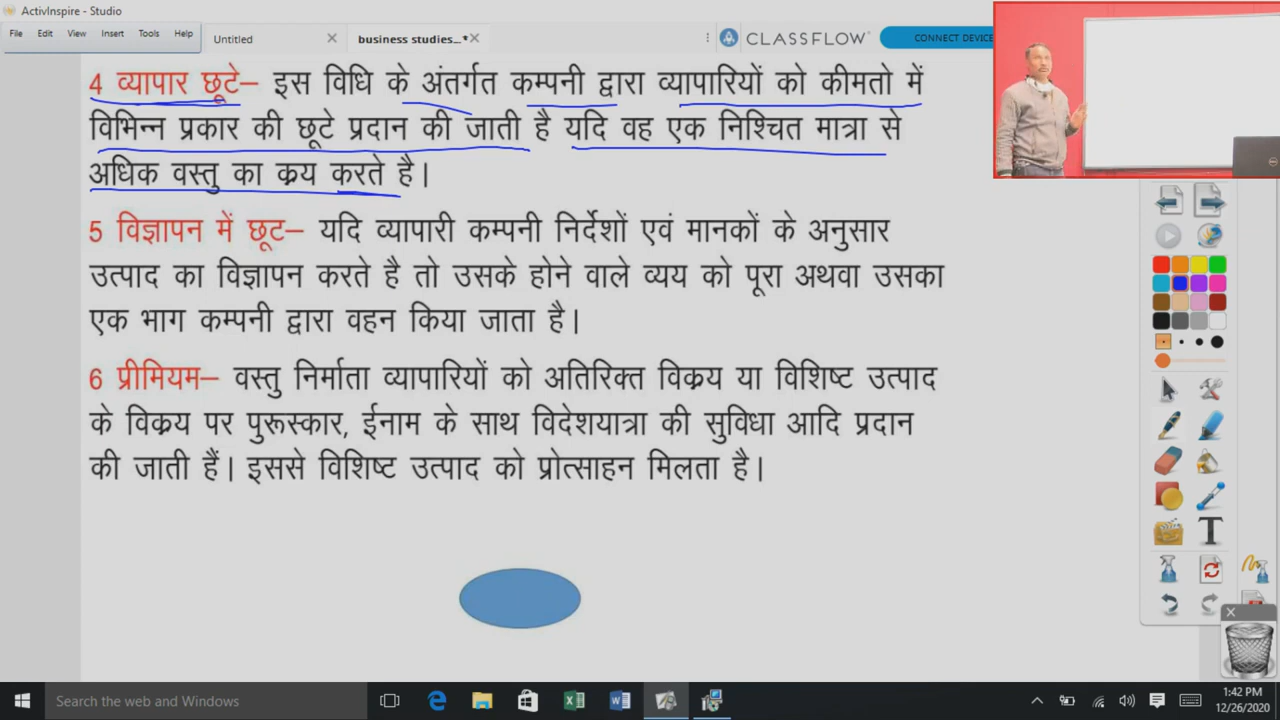 ActivInspire - Studio
File Edit View Insert Tools Help
Untitled
business studies...*
CLASSFLOW
CONNECT DEVICE
4 व्यापार छूटे– इस विधि के अंतर्गत कम्पनी द्वारा व्यापारियों को कीमतो में
विभिन्न प्रकार की छूटे प्रदान की जाती है यदि वह एक निश्चित मात्रा से
अधिक वस्तु का क्रय करते है।
5 विज्ञापन में छूट– यदि व्यापारी कम्पनी निर्देशों एवं मानकों के अनुसार
उत्पाद का विज्ञापन करते है तो उसके होने वाले व्यय को पूरा अथवा उसका
एक भाग कम्पनी द्वारा वहन किया जाता है।
6 प्रीमियम– वस्तु निर्माता व्यापारियों को अतिरिक्त विक्रय या विशिष्ट उत्पाद
के विक्रय पर पुरूस्कार, ईनाम के साथ विदेशयात्रा की सुविधा आदि प्रदान
की जाती हैं। इससे विशिष्ट उत्पाद को प्रोत्साहन मिलता है।
Search the web and Windows
1:42 PM
12/26/2020